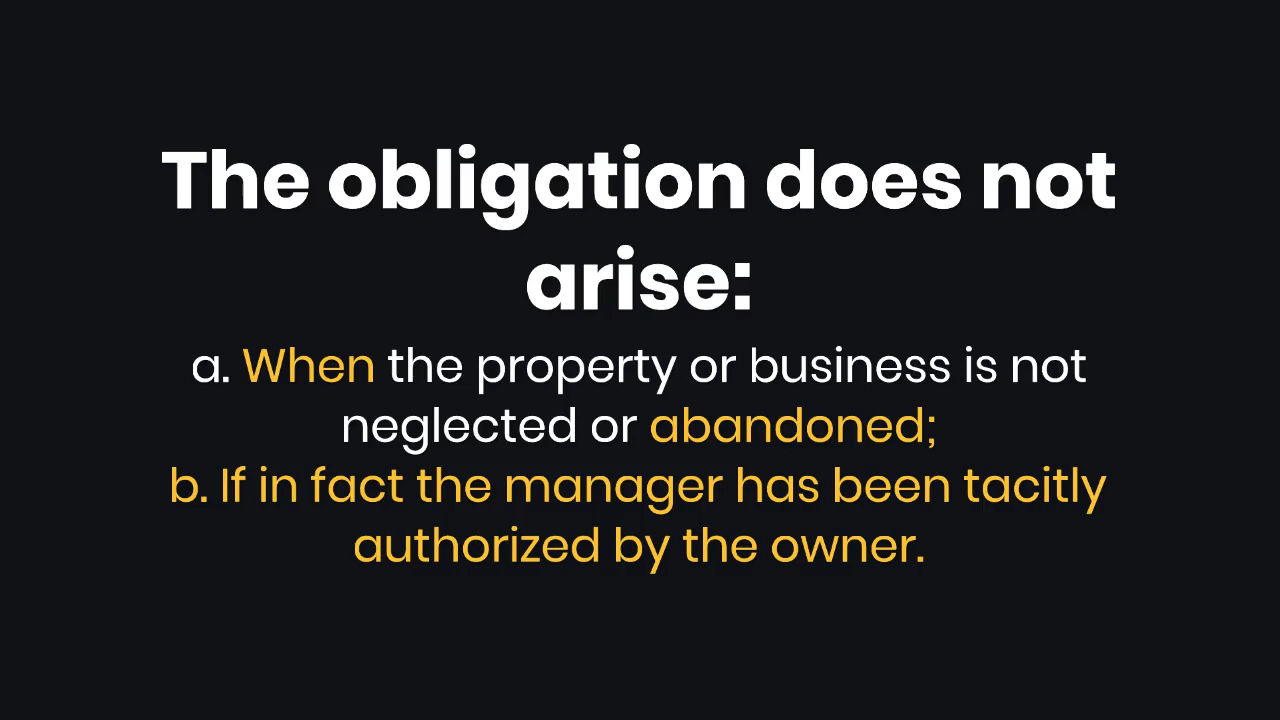 The obligation does not
arise:
a. When the property or business is not
neglected or abandoned;
b. If in fact the manager has been tacitly
authorized by the owner.